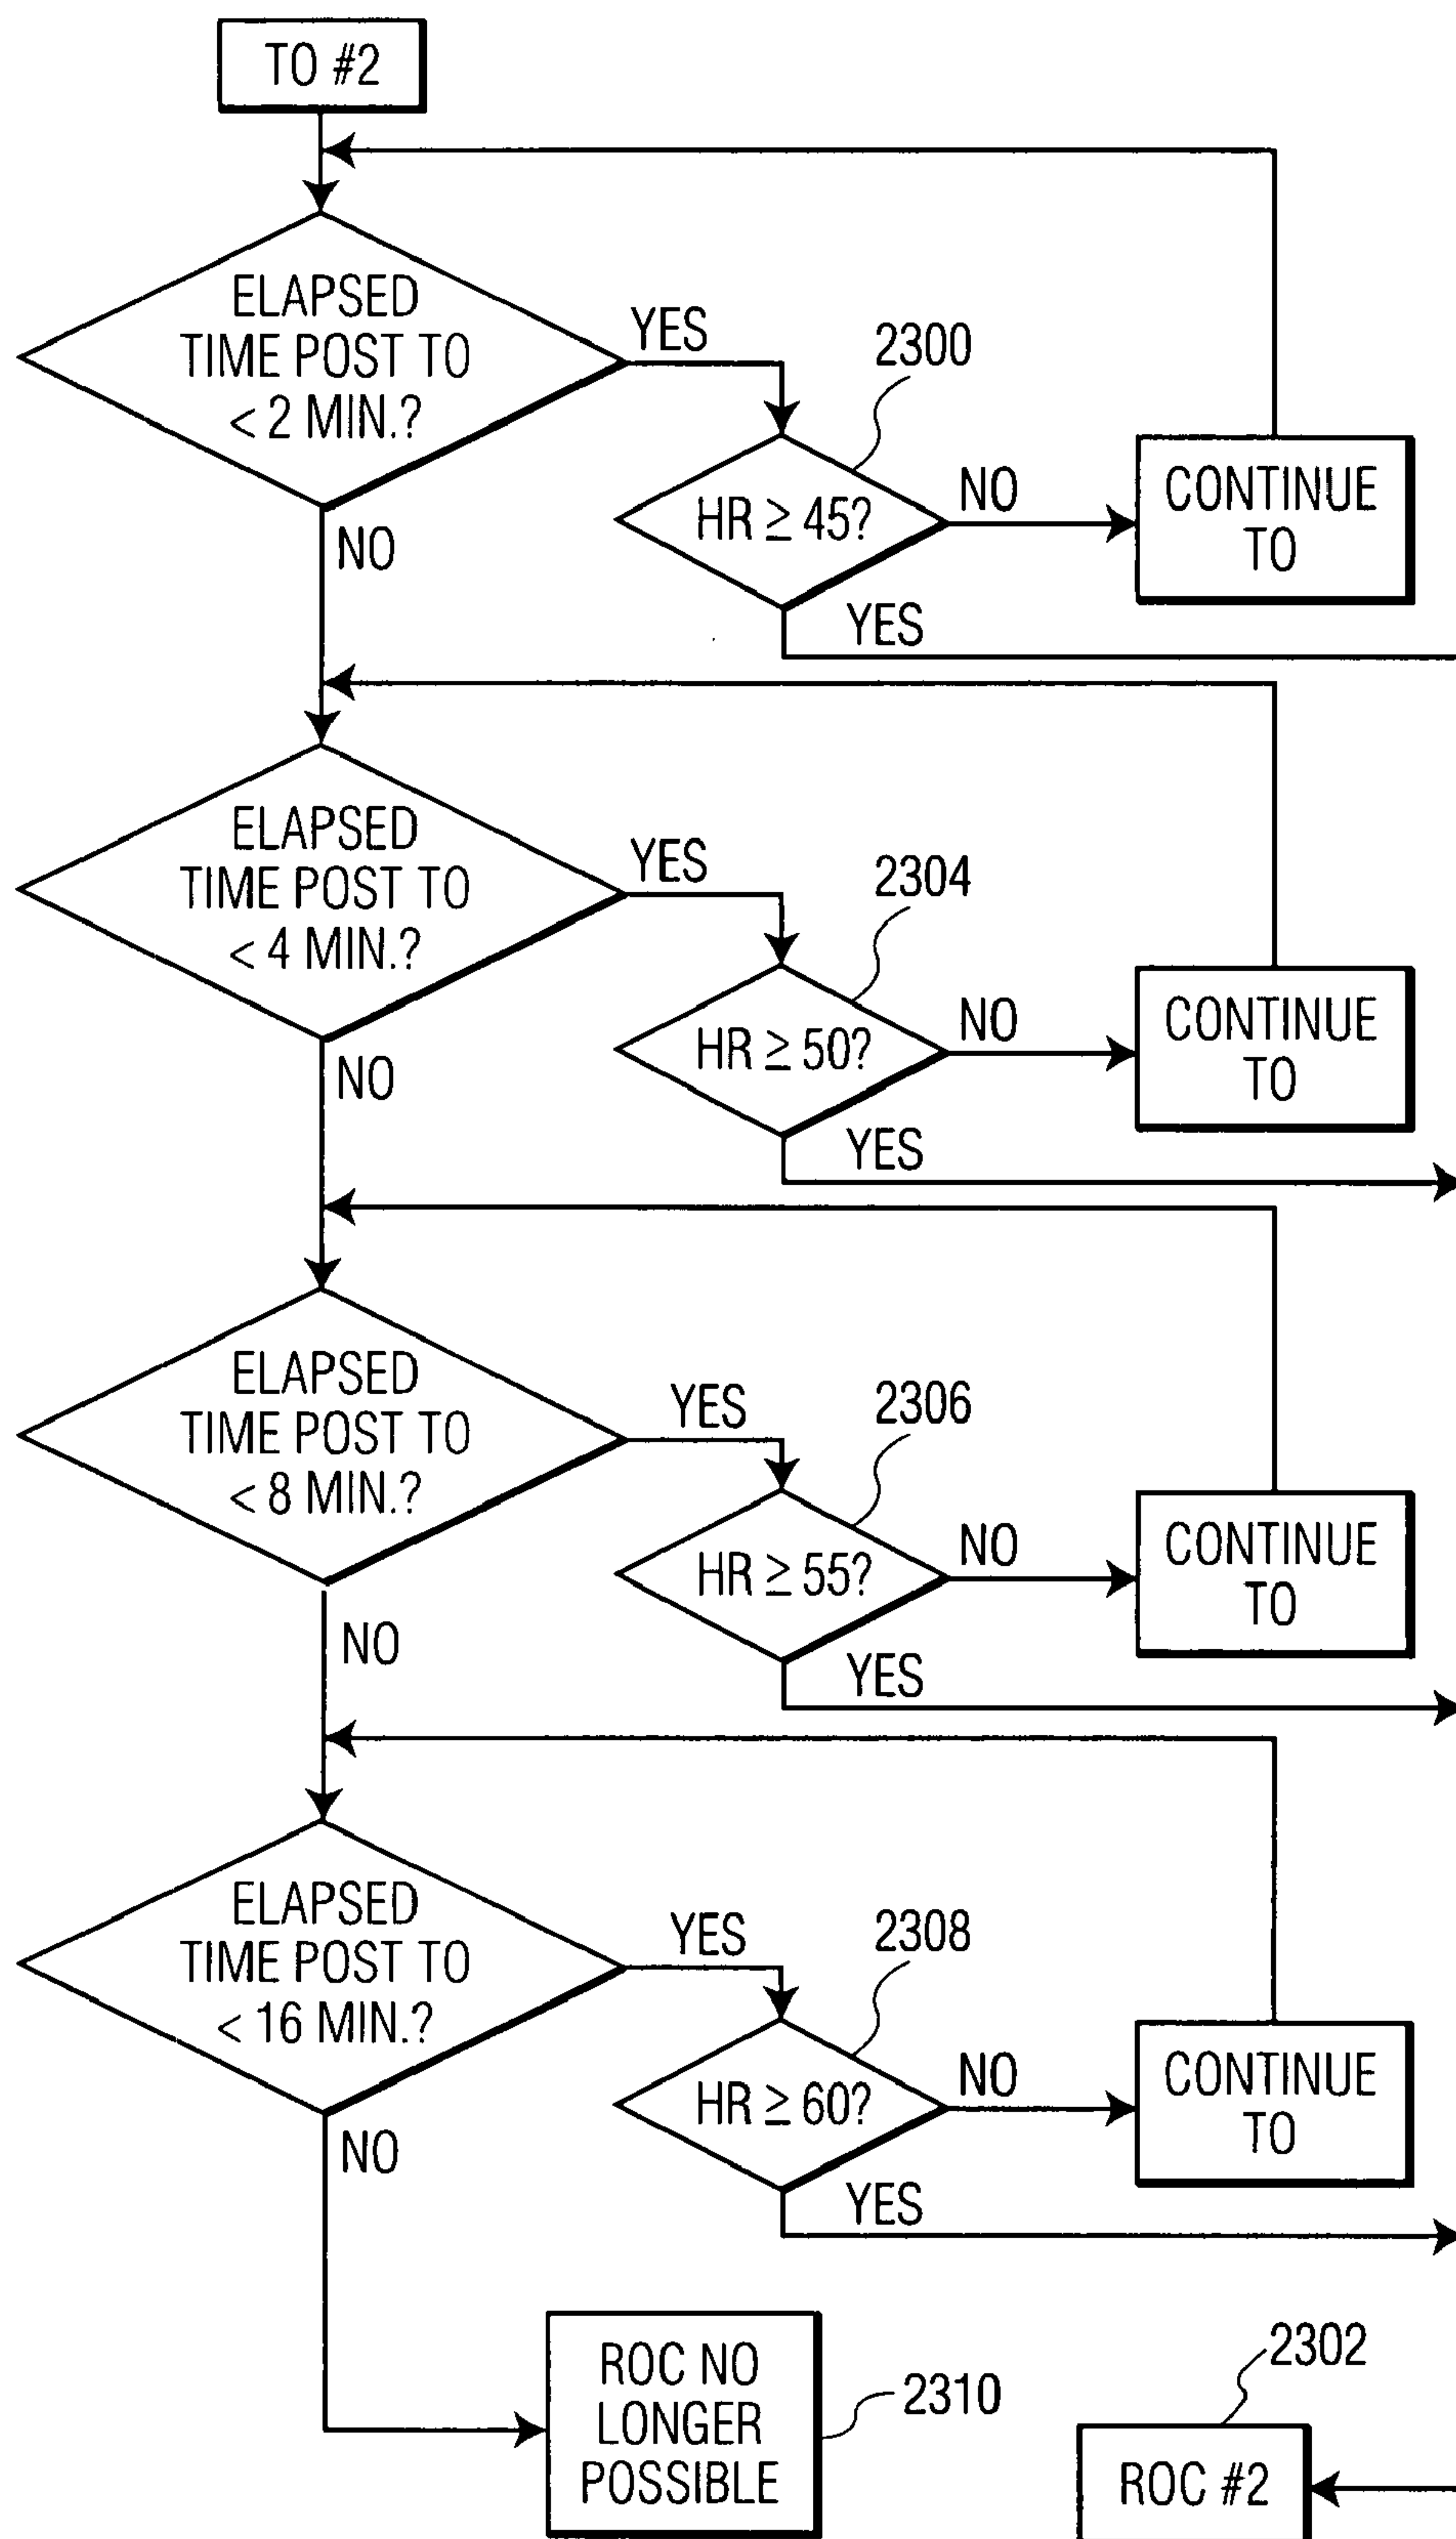 TO #2
ELAPSED
TIME POST TO
< 2 MIN.?
YES
2300
HR ≥ 45?
NO
CONTINUE
TO
YES
NO
ELAPSED
TIME POST TO
< 4 MIN.?
YES
2304
HR ≥ 50?
NO
CONTINUE
TO
YES
NO
ELAPSED
TIME POST TO
< 8 MIN.?
YES
2306
HR ≥ 55?
NO
CONTINUE
TO
YES
NO
ELAPSED
TIME POST TO
< 16 MIN.?
YES
2308
HR ≥ 60?
NO
CONTINUE
TO
YES
NO
ROC NO
LONGER
POSSIBLE
2310
2302
ROC #2